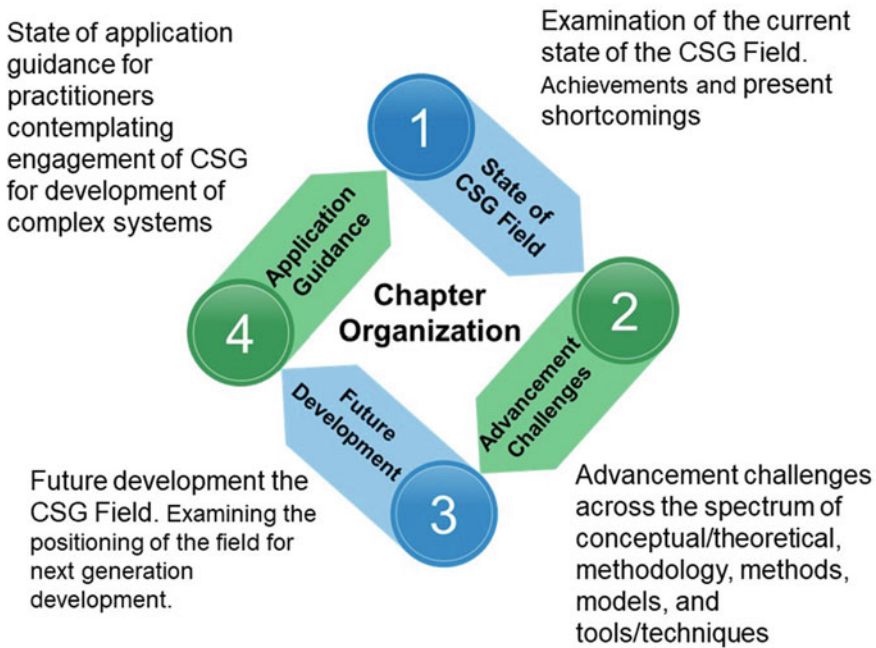 State of application
guidance for
practitioners
contemplating
engagement of CSG
for development of
complex systems
Examination of the current
state of the CSG Field.
Achievements and present
shortcomings
1
State of
CSG Field
2
Advancement
Challenges
Advancement challenges
across the spectrum of
conceptual/theoretical,
methodology, methods,
models, and
tools/techniques
3
Future
Development
Future development the
CSG Field. Examining the
positioning of the field for
next generation
development.
4
Application
Guidance
Chapter
Organization